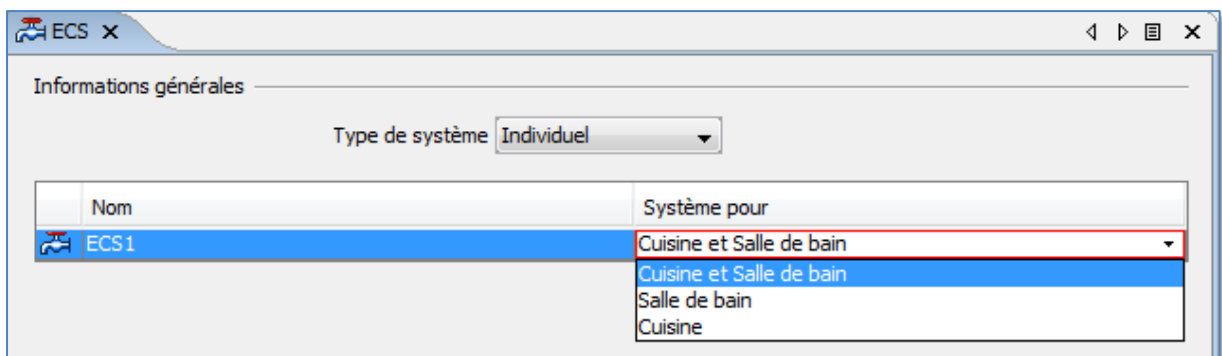 ECS
Informations générales
Type de système Individuel
Nom Système pour
ECS1 Cuisine et Salle de bain
Cuisine et Salle de bain
Salle de bain
Cuisine